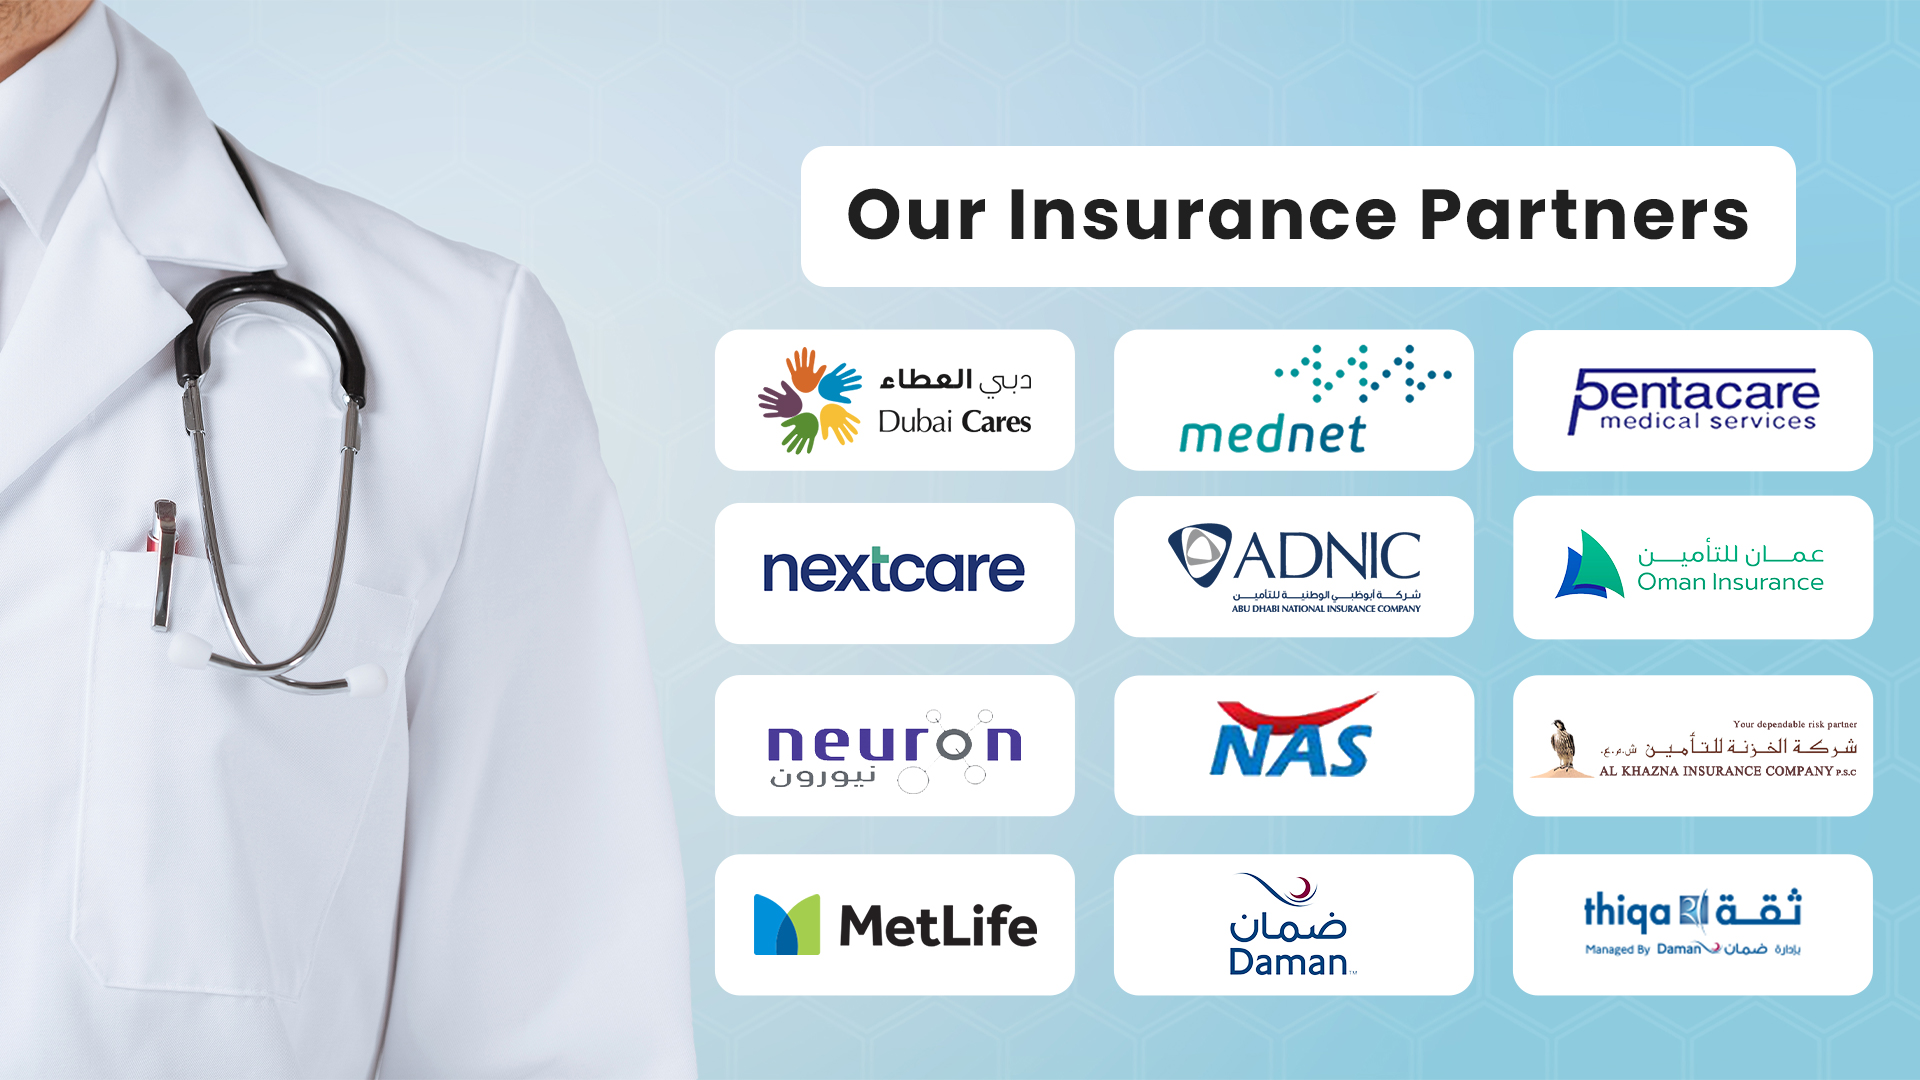 Our Insurance Partners
دبي العطاء
Dubai Cares
mednet
pentacare
medical services
nextcare
ADNIC
شركة أبوظبي الوطنية للتأمين
ABU DHABI NATIONAL INSURANCE COMPANY
عمان للتأمين
Oman Insurance
neuron
نيورون
NAS
Your dependable risk partner
شركة الخزنة للتأمين ش.م.ع.
AL KHAZNA INSURANCE COMPANY P.S.C
MetLife
ضمان
Daman™
thiqa ثقة
Managed By Daman ضمان بإدارة